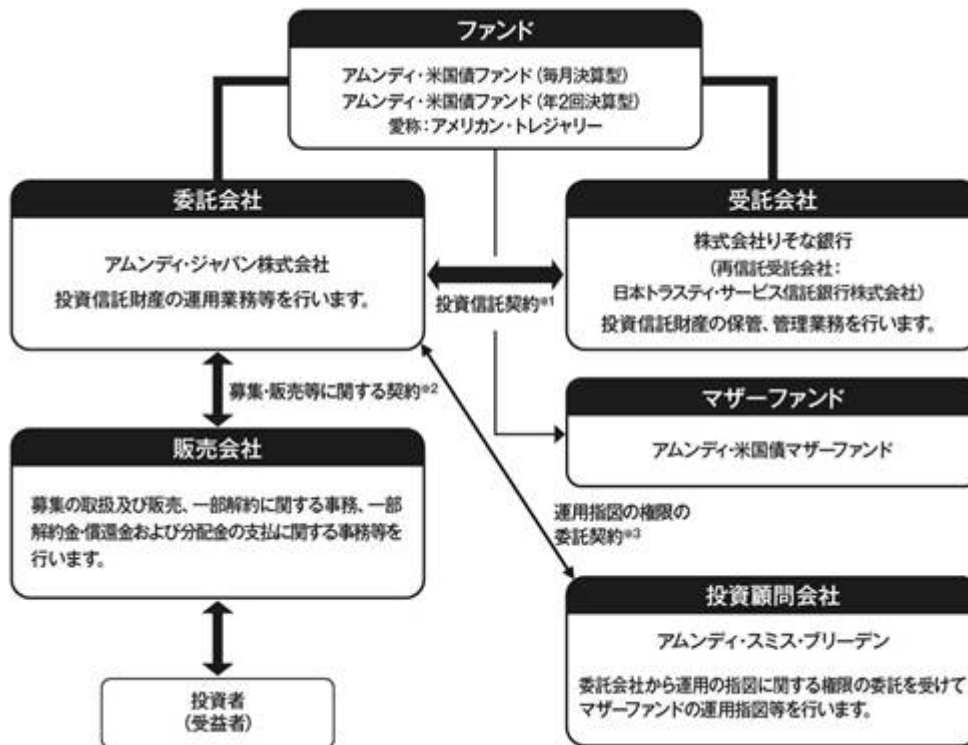 ファンド
アムンディ・米国債ファンド(毎月決算型)
アムンディ・米国債ファンド(年2回決算型)
愛称:アメリカン・トレジャリー
委託会社
アムンディ・ジャパン株式会社
投資信託財産の運用業務等を行います。
投資信託契約※1
受託会社
株式会社りそな銀行
(再信託受託会社:
日本トラスティ・サービス信託銀行株式会社)
投資信託財産の保管、管理業務を行います。
募集・販売等に関する契約※2
マザーファンド
アムンディ・米国債マザーファンド
販売会社
募集の取扱及び販売、一部解約に関する事務、一部
解約金・償還金および分配金の支払に関する事務等を
行います。
運用指図の権限の
委託契約※3
投資顧問会社
アムンディ・スミス・ブリーデン
委託会社から運用の指図に関する権限の委託を受けて
マザーファンドの運用指図等を行います。
投資者
(受益者)